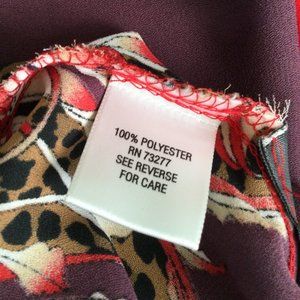 100% POLYESTER
RN 73277
SEE REVERSE
FOR CARE